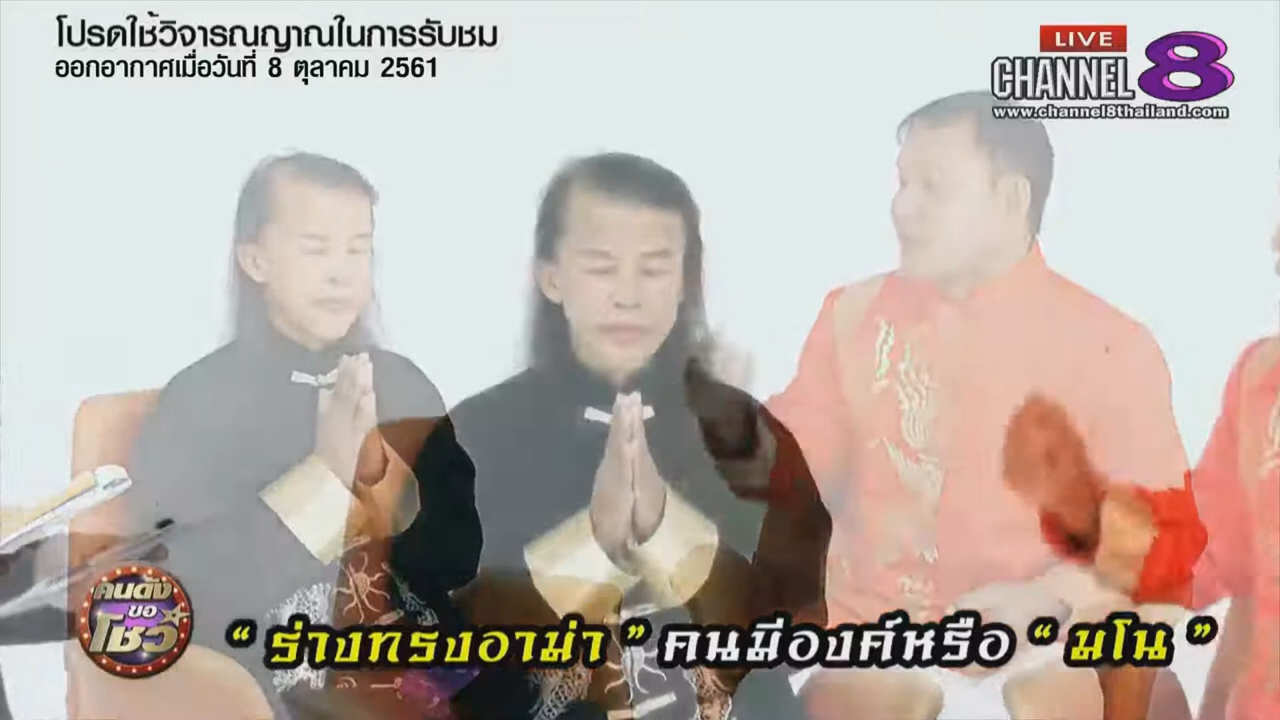 โปรดใช้วิจารณญาณในการรับชม
ออกอากาศเมื่อวันที่ 8 ตุลาคม 2561
LIVE
CHANNEL 8
www.channel8thailand.com
คนดัง
ขอ
โชว์
“ ร่างทรงอาม่า ” คนมีองค์หรือ “ มโน ”